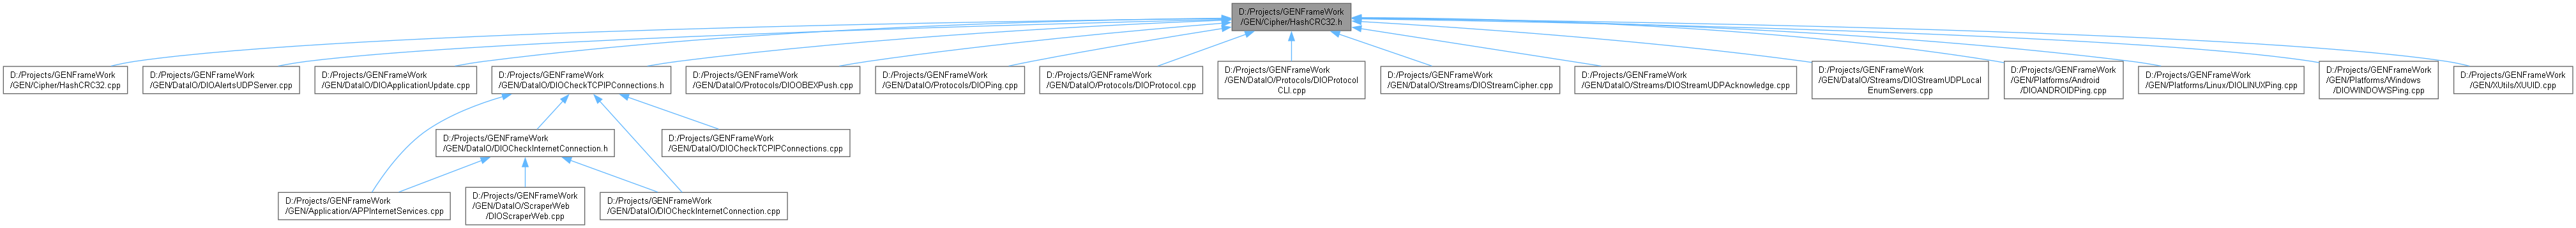 D:/Projects/GENFrameWork
/GEN/Cipher/HashCRC32.h
D:/Projects/GENFrameWork
/GEN/Cipher/HashCRC32.cpp
D:/Projects/GENFrameWork
/GEN/DataIO/DIOAlertsUDPServer.cpp
D:/Projects/GENFrameWork
/GEN/DataIO/DIOApplicationUpdate.cpp
D:/Projects/GENFrameWork
/GEN/DataIO/DIOCheckTCPIPConnections.h
D:/Projects/GENFrameWork
/GEN/DataIO/Protocols/DIOOBEXPush.cpp
D:/Projects/GENFrameWork
/GEN/DataIO/Protocols/DIOPing.cpp
D:/Projects/GENFrameWork
/GEN/DataIO/Protocols/DIOProtocol.cpp
D:/Projects/GENFrameWork
/GEN/DataIO/Protocols/DIOProtocol
CLI.cpp
D:/Projects/GENFrameWork
/GEN/DataIO/Streams/DIOStreamCipher.cpp
D:/Projects/GENFrameWork
/GEN/DataIO/Streams/DIOStreamUDPAcknowledge.cpp
D:/Projects/GENFrameWork
/GEN/DataIO/Streams/DIOStreamUDPLocal
EnumServers.cpp
D:/Projects/GENFrameWork
/GEN/Platforms/Android
/DIOANDROIDPing.cpp
D:/Projects/GENFrameWork
/GEN/Platforms/Linux/DIOLINUXPing.cpp
D:/Projects/GENFrameWork
/GEN/Platforms/Windows
/DIOWINDOWSPing.cpp
D:/Projects/GENFrameWork
/GEN/XUtils/XUUID.cpp
D:/Projects/GENFrameWork
/GEN/DataIO/DIOCheckInternetConnection.h
D:/Projects/GENFrameWork
/GEN/DataIO/DIOCheckTCPIPConnections.cpp
D:/Projects/GENFrameWork
/GEN/Application/APPInternetServices.cpp
D:/Projects/GENFrameWork
/GEN/DataIO/ScraperWeb
/DIOScraperWeb.cpp
D:/Projects/GENFrameWork
/GEN/DataIO/DIOCheckInternetConnection.cpp